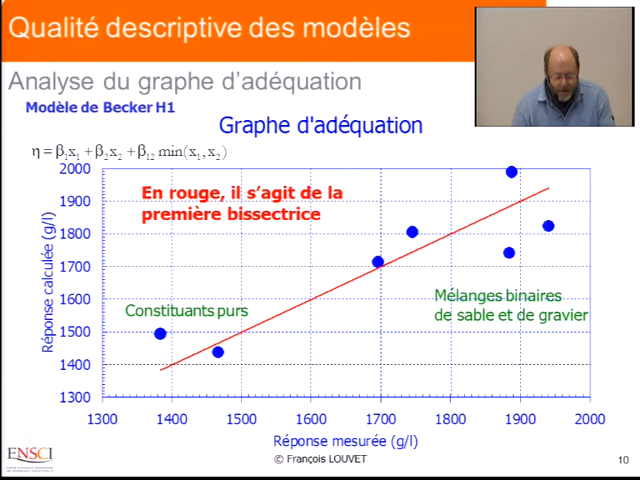 Qualité descriptive des modèles
Analyse du graphe d'adéquation
Modèle de Becker H1
Graphe d'adéquation
η = β₁x₁ + β₂x₂ + β₁₂ min(x₁, x₂)
En rouge, il s'agit de la
première bissectrice
Réponse calculée (g/l)
2000
1900
1800
1700
1600
1500
1400
1300
Constituants purs
Mélanges binaires
de sable et de gravier
1300 1400 1500 1600 1700 1800 1900 2000
Réponse mesurée (g/l)
ENSCI
© François LOUVET
10